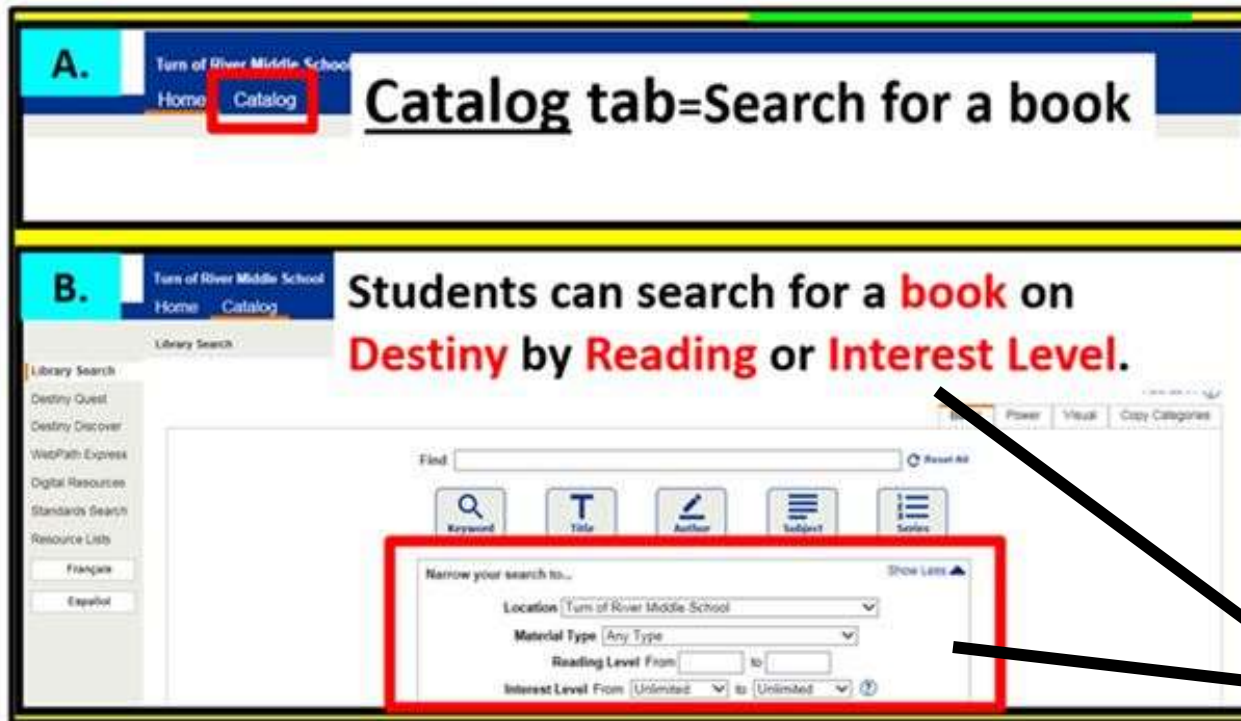 A.
Turn of River Middle School
Home Catalog
Catalog tab=Search for a book
B.
Turn of River Middle School
Home Catalog
Students can search for a book on
Destiny by Reading or Interest Level.
Library Search
Library Search
Destiny Quest
Destiny Discover
WebPath Express
Digital Resources
Standards Search
Resource Lists
Français
Español
Power Visual Copy Categories
Find Reset All
Keyword Title Author Subject Series
Narrow your search to... Show Less
Location Turn of River Middle School
Material Type Any Type
Reading Level From to
Interest Level From Unlimited to Unlimited ?